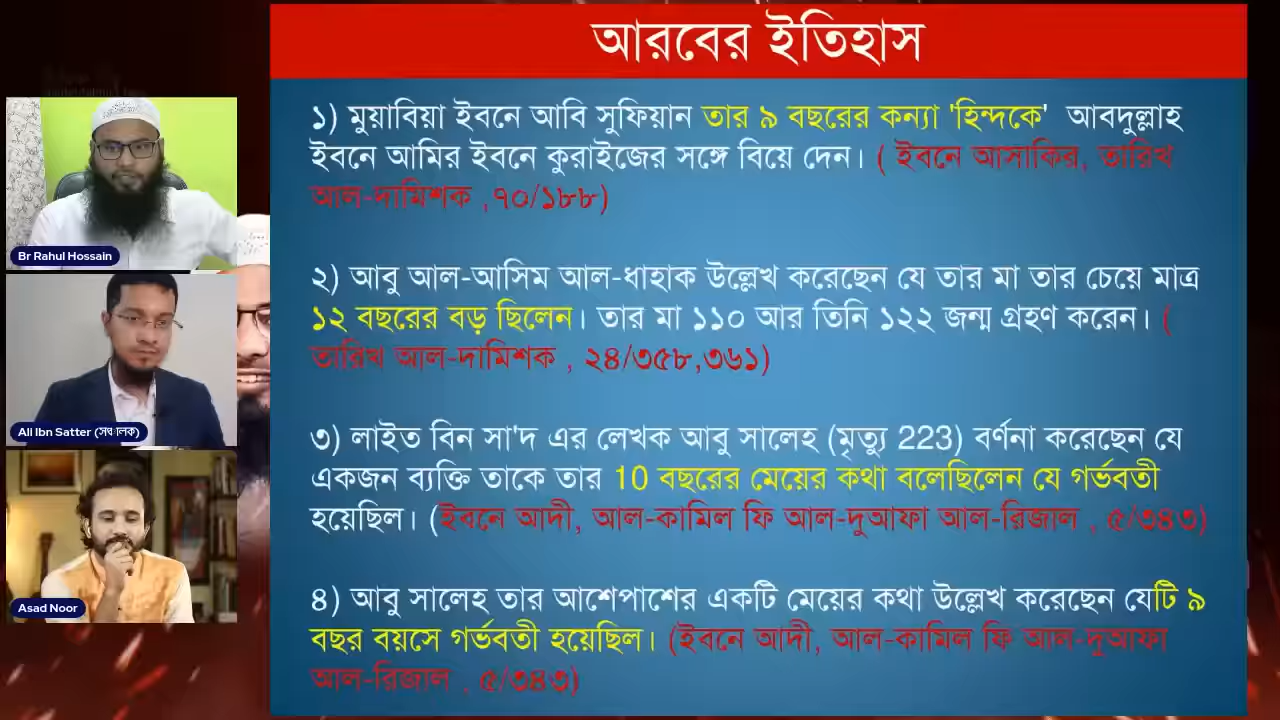 আরবের ইতিহাস
১) মুয়াবিয়া ইবনে আবি সুফিয়ান তার ৯ বছরের কন্যা 'হিন্দকে' আবদুল্লাহ
ইবনে আমির ইবনে কুরাইজের সঙ্গে বিয়ে দেন। ( ইবনে আসাকির, তারিখ
আল-দামিশক ,৭০/১৮৮)
২) আবু আল-আসিম আল-ধাহাক উল্লেখ করেছেন যে তার মা তার চেয়ে মাত্র
১২ বছরের বড় ছিলেন। তার মা ১১০ আর তিনি ১২২ জন্ম গ্রহণ করেন। (
তারিখ আল-দামিশক , ২৪/৩৫৮,৩৬১)
৩) লাইত বিন সা'দ এর লেখক আবু সালেহ (মৃত্যু 223) বর্ণনা করেছেন যে
একজন ব্যক্তি তাকে তার 10 বছরের মেয়ের কথা বলেছিলেন যে গর্ভবতী
হয়েছিল। (ইবনে আদী, আল-কামিল ফি আল-দুআফা আল-রিজাল , ৫/৩৪৩)
৪) আবু সালেহ তার আশেপাশের একটি মেয়ের কথা উল্লেখ করেছেন যেটি ৯
বছর বয়সে গর্ভবতী হয়েছিল। (ইবনে আদী, আল-কামিল ফি আল-দুআফা
আল-রিজাল , ৫/৩৪৩)
Br Rahul Hossain
Ali Ibn Satter (সঞ্চালক)
Asad Noor